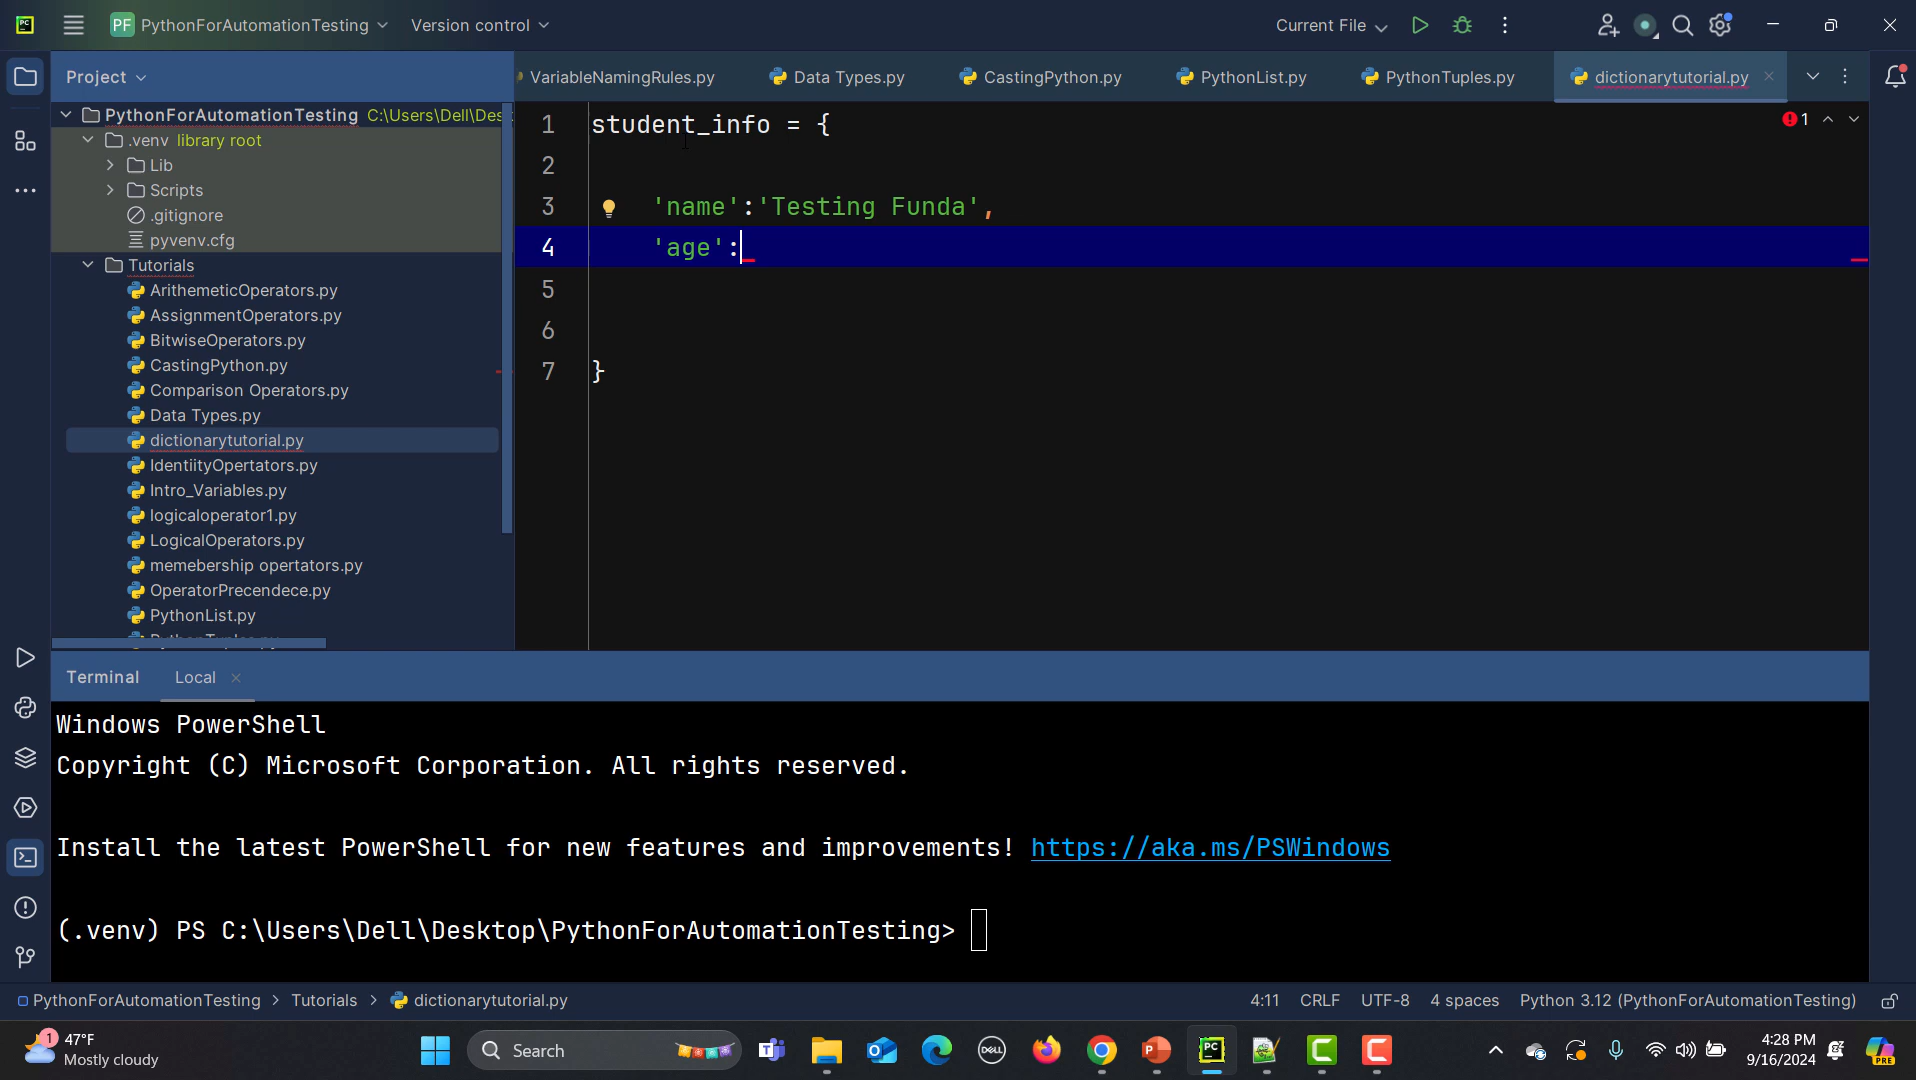 PF PythonForAutomationTesting Version control Current File
Project VariableNamingRules.py Data Types.py CastingPython.py PythonList.py PythonTuples.py dictionarytutorial.py
PythonForAutomationTesting C:\Users\Dell\Des
.venv library root
Lib
Scripts
.gitignore
pyvenv.cfg
Tutorials
ArithemeticOperators.py
AssignmentOperators.py
BitwiseOperators.py
CastingPython.py
Comparison Operators.py
Data Types.py
dictionarytutorial.py
IdentiityOpertators.py
Intro_Variables.py
logicaloperator1.py
LogicalOperators.py
memebership opertators.py
OperatorPrecendece.py
PythonList.py
1 student_info = { 1
2
3 'name':'Testing Funda',
4 'age':
5
6
7 }
Terminal Local
Windows PowerShell
Copyright (C) Microsoft Corporation. All rights reserved.
Install the latest PowerShell for new features and improvements! https://aka.ms/PSWindows
(.venv) PS C:\Users\Dell\Desktop\PythonForAutomationTesting>
PythonForAutomationTesting > Tutorials > dictionarytutorial.py 4:11 CRLF UTF-8 4 spaces Python 3.12 (PythonForAutomationTesting)
1 47°F
Mostly cloudy
Search
DELL
PC
PRE
4:28 PM
9/16/2024